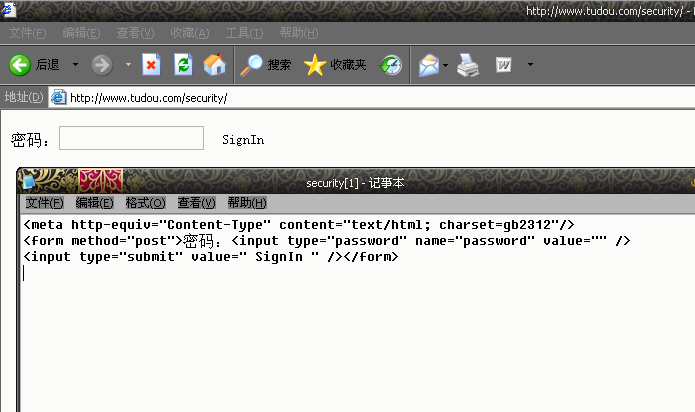 http://www.tudou.com/security/ -
文件(F) 编辑(E) 查看(V) 收藏(A) 工具(T) 帮助(H)
后退 搜索 收藏夹 W
地址(D) http://www.tudou.com/security/
密码: SignIn
security[1] - 记事本
文件(F) 编辑(E) 格式(O) 查看(V) 帮助(H)
<meta http-equiv="Content-Type" content="text/html; charset=gb2312"/>
<form method="post">密码: <input type="password" name="password" value="" />
<input type="submit" value=" SignIn " /></form>